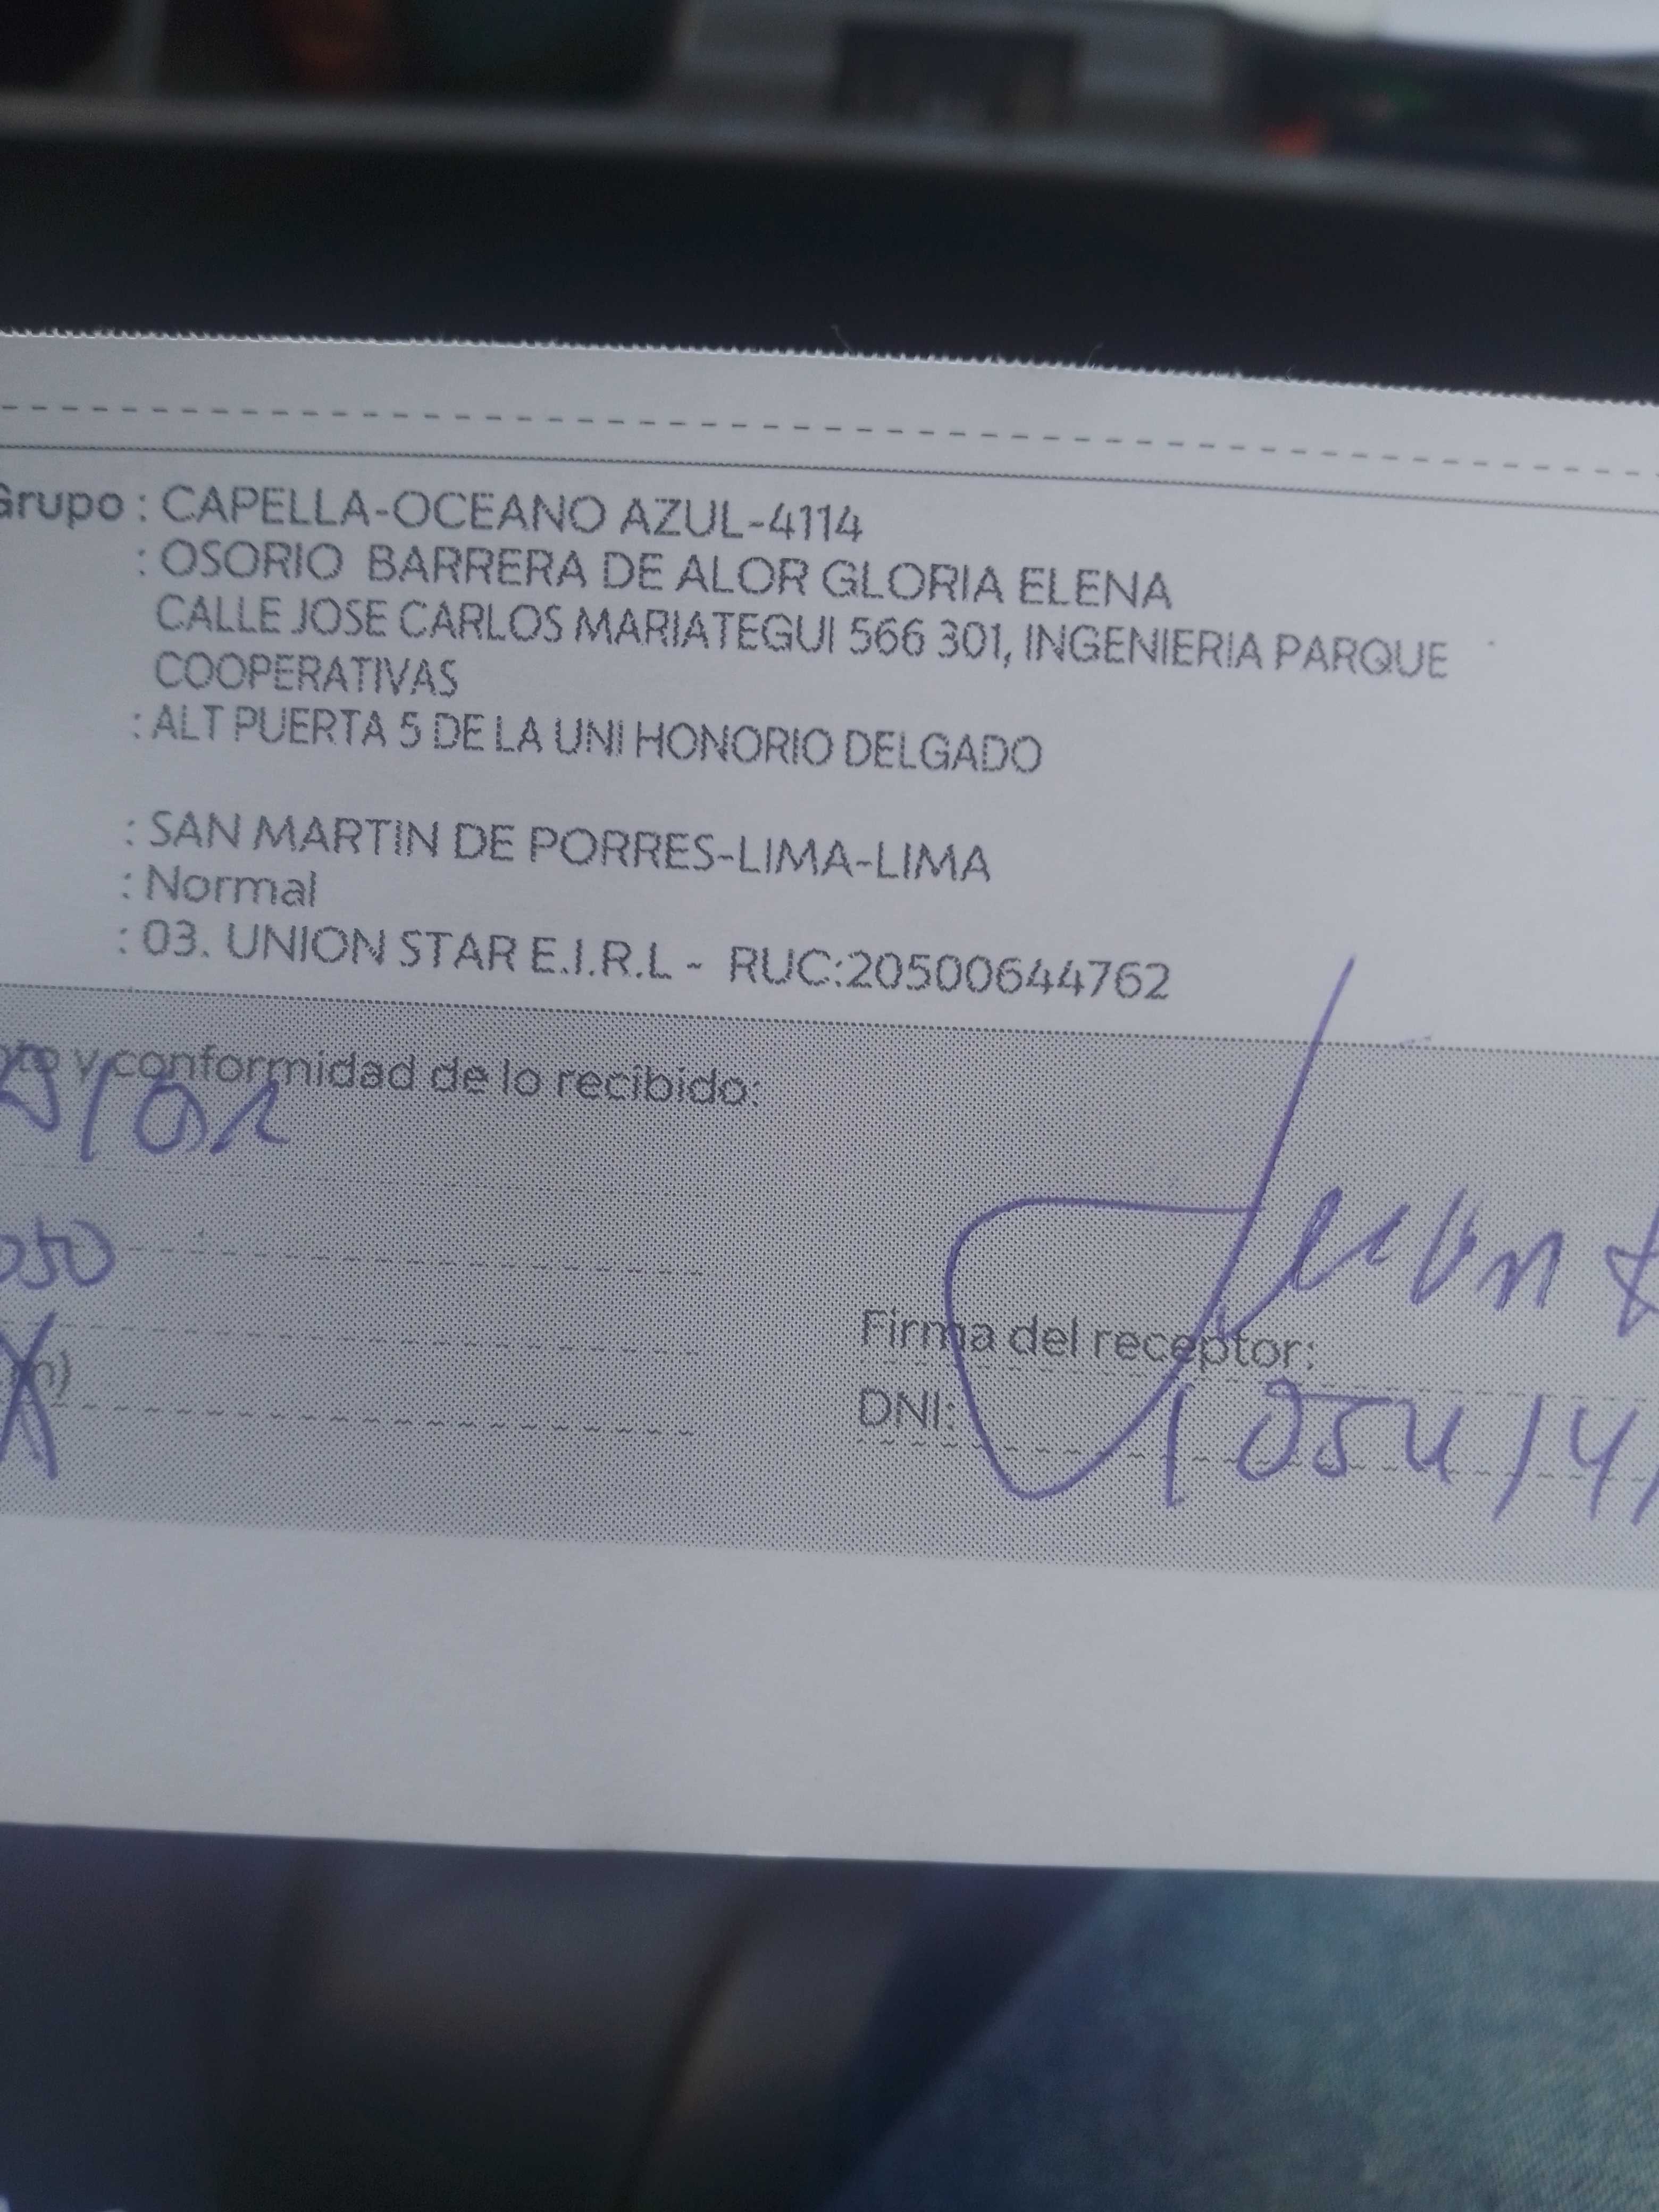 Grupo : CAPELLA-OCEANO AZUL-4114
: OSORIO BARRERA DE ALOR GLORIA ELENA
CALLE JOSE CARLOS MARIATEGUI 566 301, INGENIERIA PARQUE
COOPERATIVAS
: ALT PUERTA 5 DE LA UNI HONORIO DELGADO
: SAN MARTIN DE PORRES-LIMA-LIMA
: Normal
: 03. UNION STAR E.I.R.L - RUC:20500644762
y conformidad de lo recibido:
Firma del receptor:
DNI: